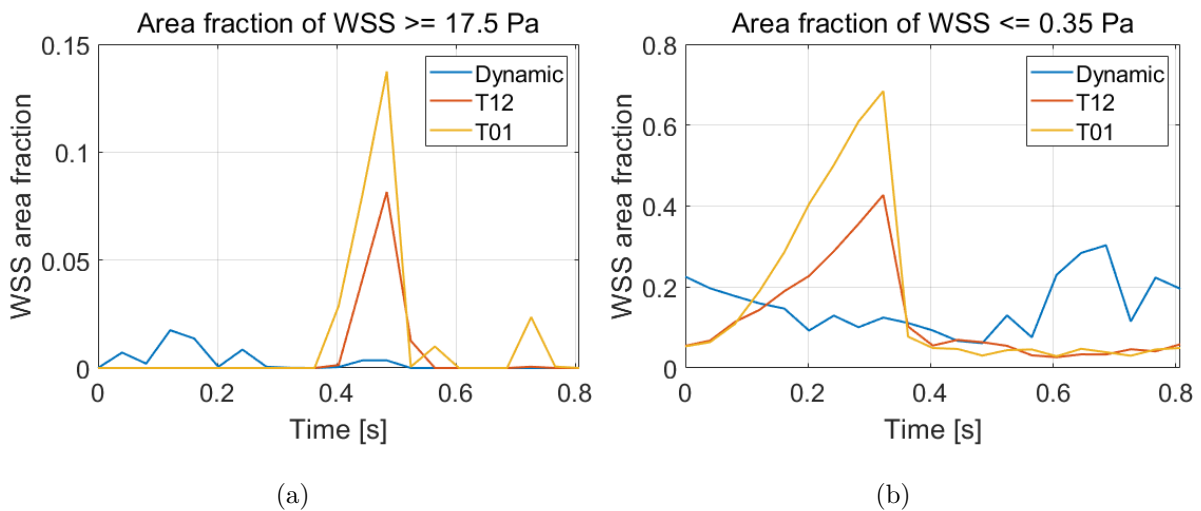 Area fraction of WSS >= 17.5 Pa
WSS area fraction
0.15
0.1
0.05
0
0 0.2 0.4 0.6 0.8
Time [s]
Dynamic
T12
T01
(a)
Area fraction of WSS <= 0.35 Pa
WSS area fraction
0.8
0.6
0.4
0.2
0
0 0.2 0.4 0.6 0.8
Time [s]
Dynamic
T12
T01
(b)